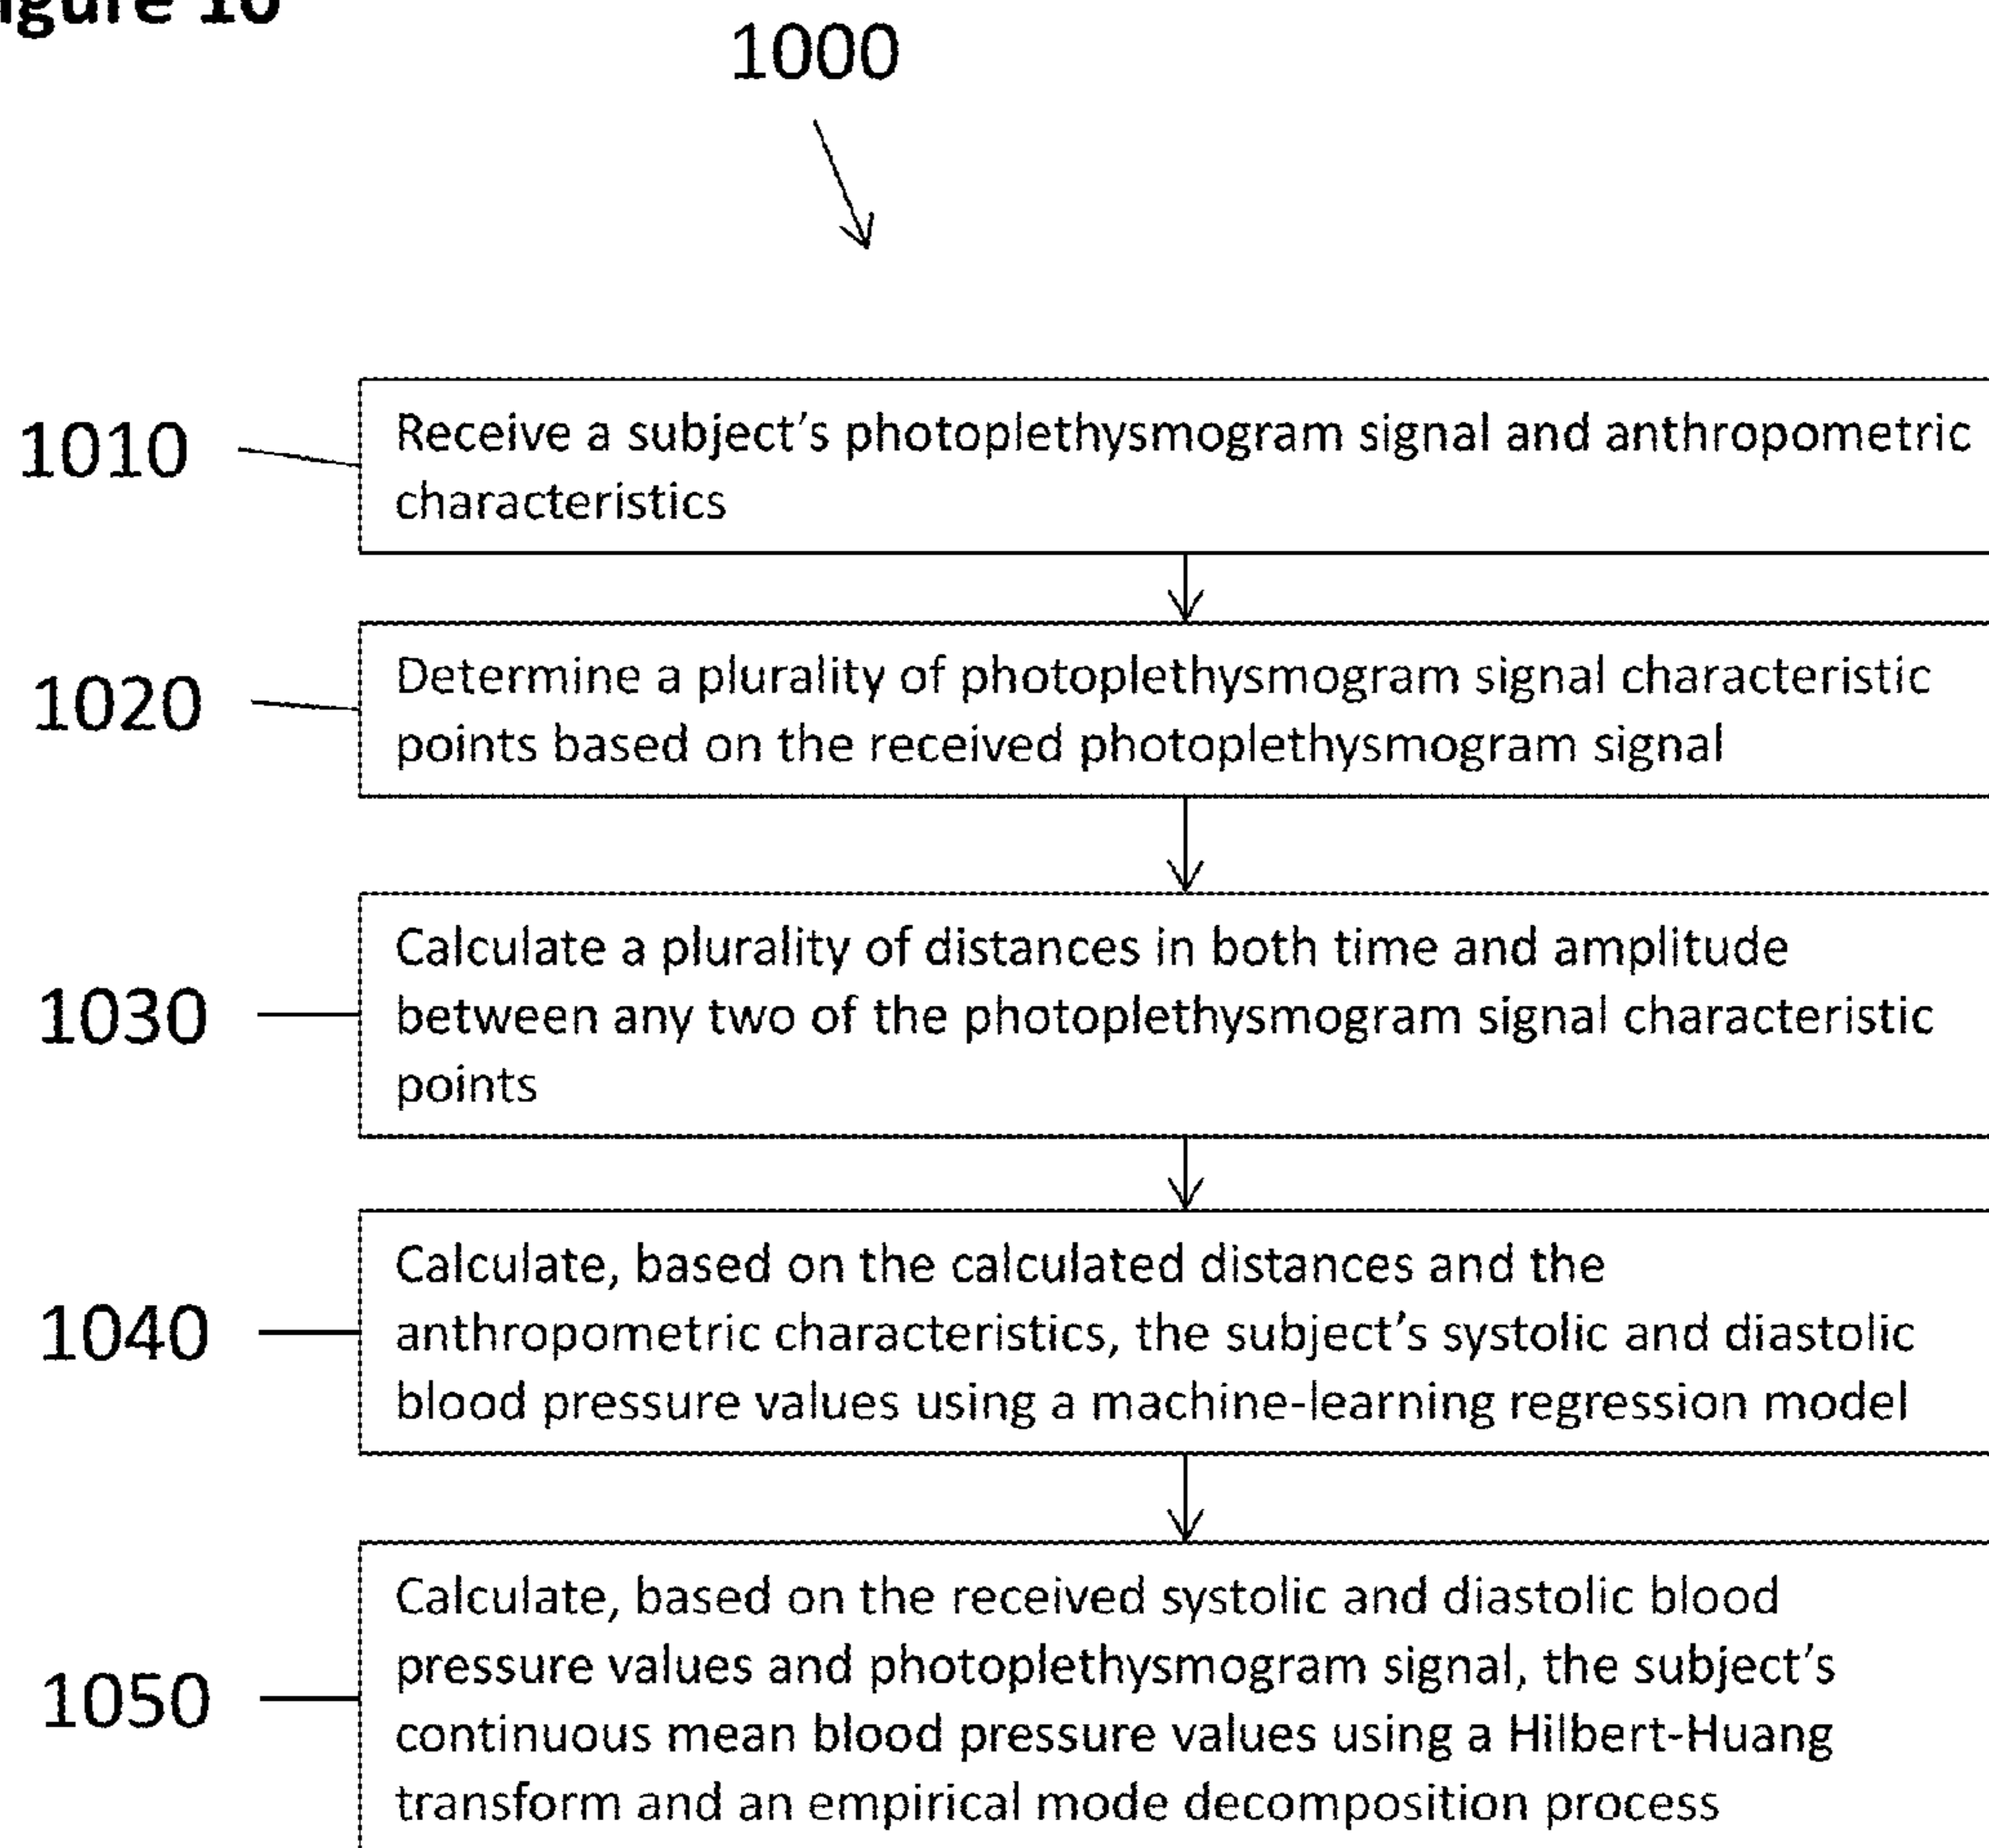 igure 10
1000
1010
Receive a subject's photoplethysmogram signal and anthropometric
characteristics
1020
Determine a plurality of photoplethysmogram signal characteristic
points based on the received photoplethysmogram signal
1030
Calculate a plurality of distances in both time and amplitude
between any two of the photoplethysmogram signal characteristic
points
1040
Calculate, based on the calculated distances and the
anthropometric characteristics, the subject's systolic and diastolic
blood pressure values using a machine-learning regression model
1050
Calculate, based on the received systolic and diastolic blood
pressure values and photoplethysmogram signal, the subject's
continuous mean blood pressure values using a Hilbert-Huang
transform and an empirical mode decomposition process